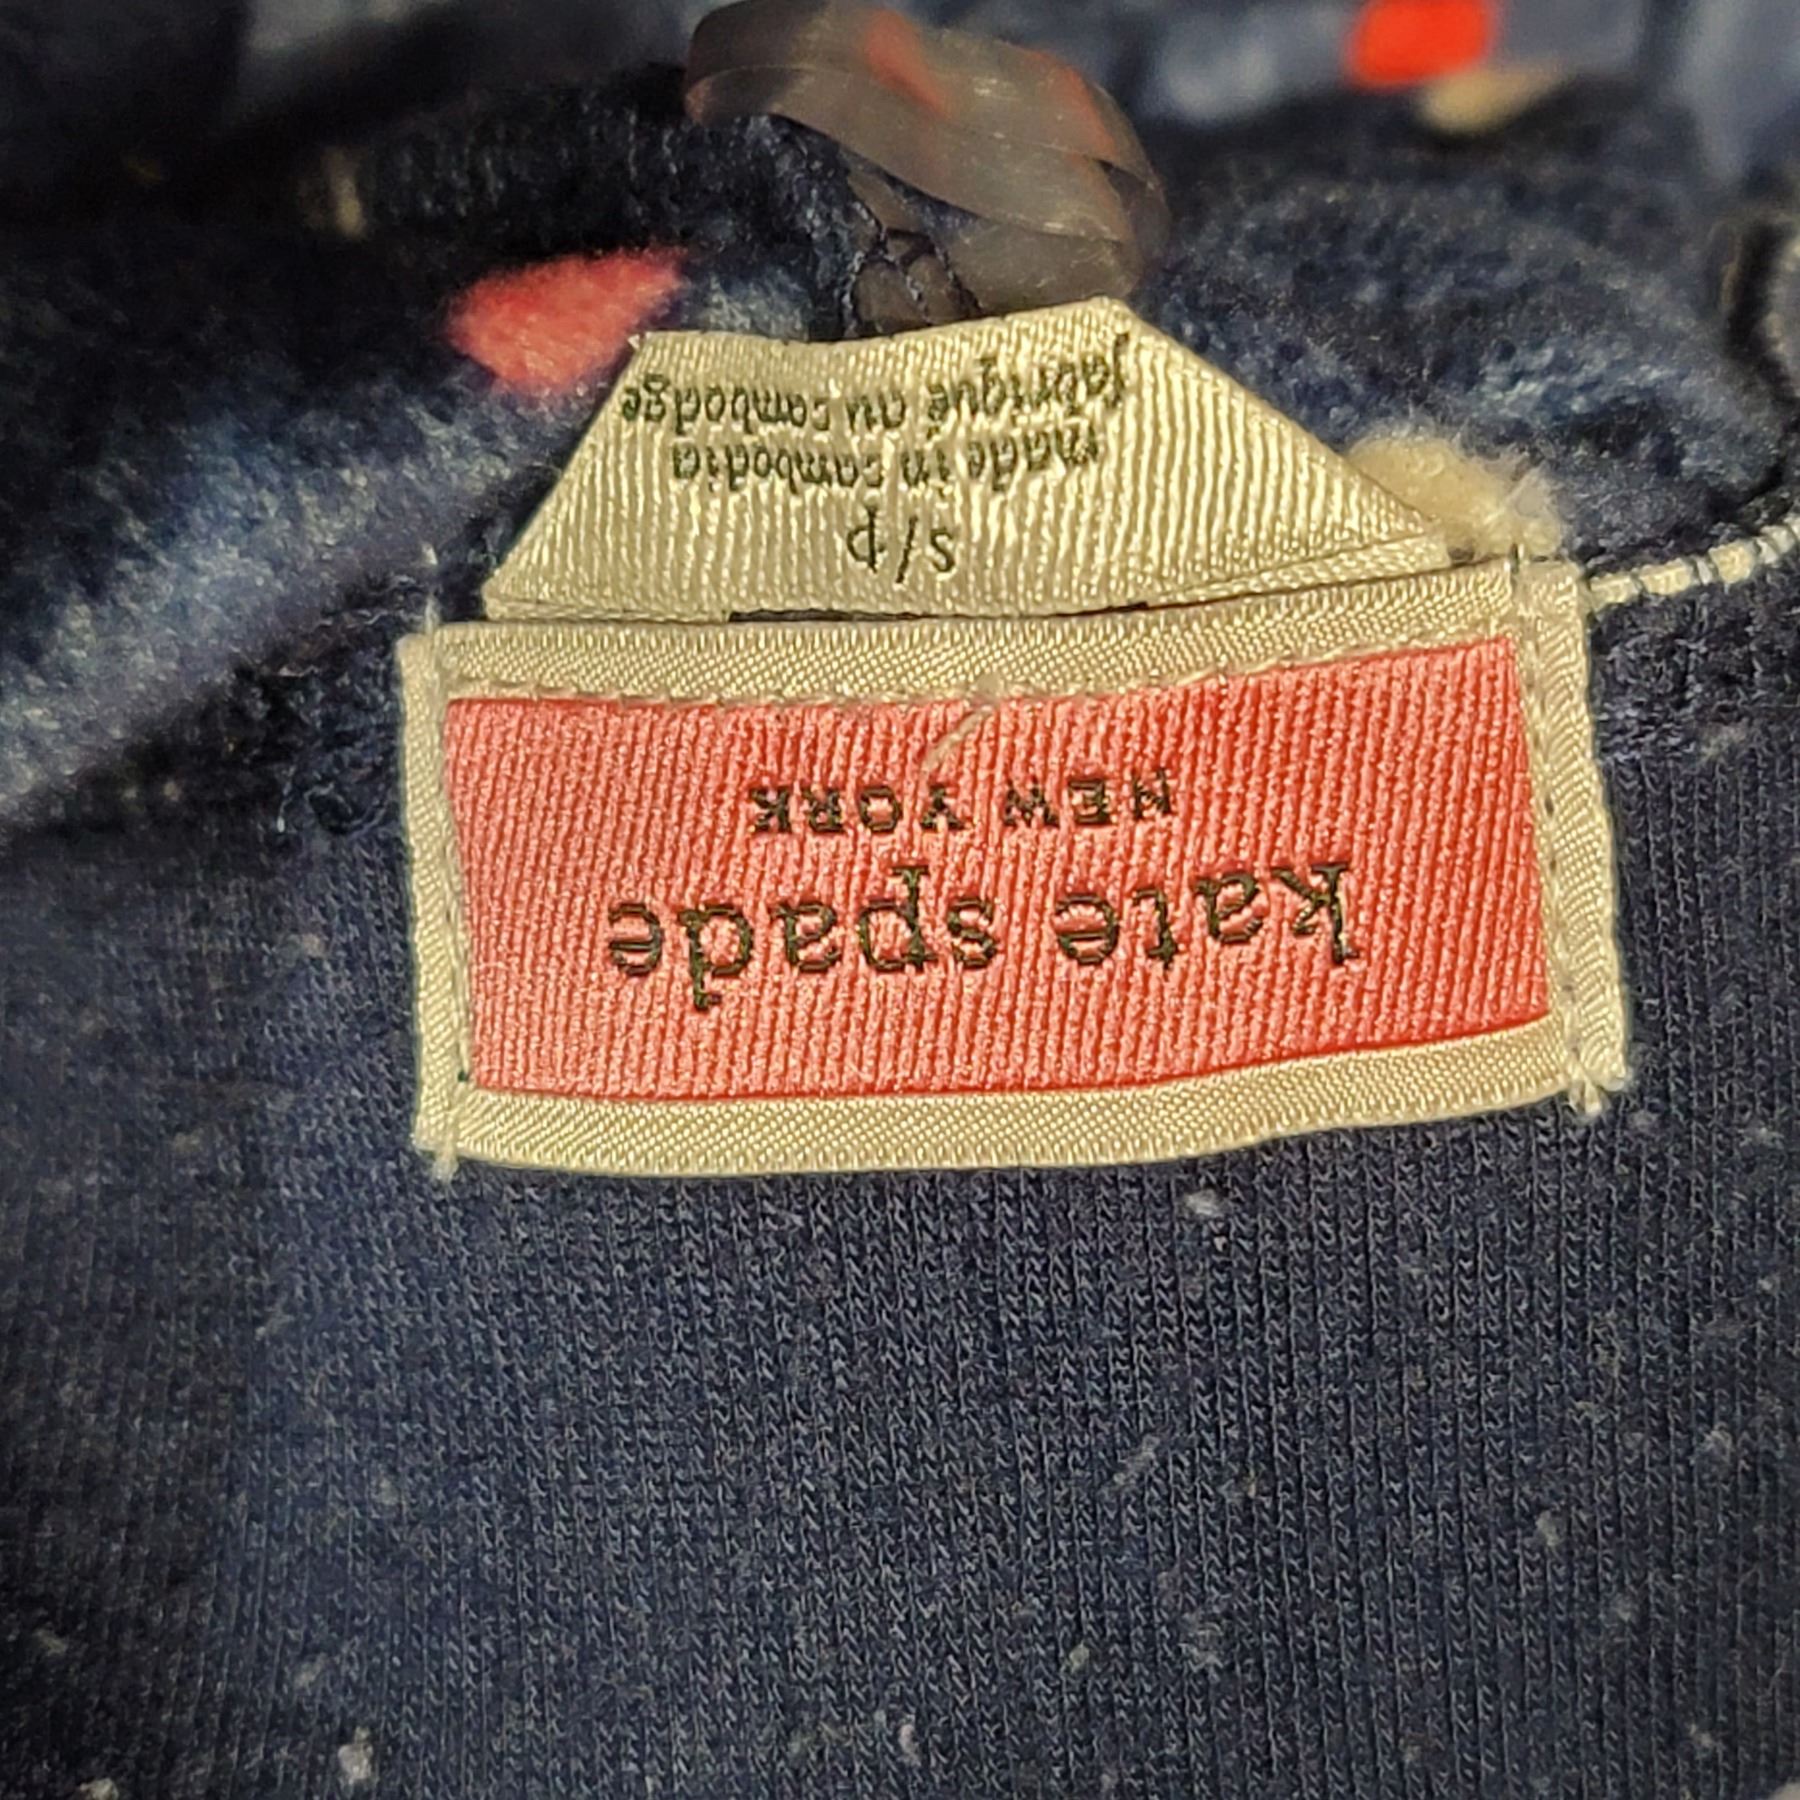 kate spade
NEW YORK
s/p
made in cambodia
fabriqué au cambodge